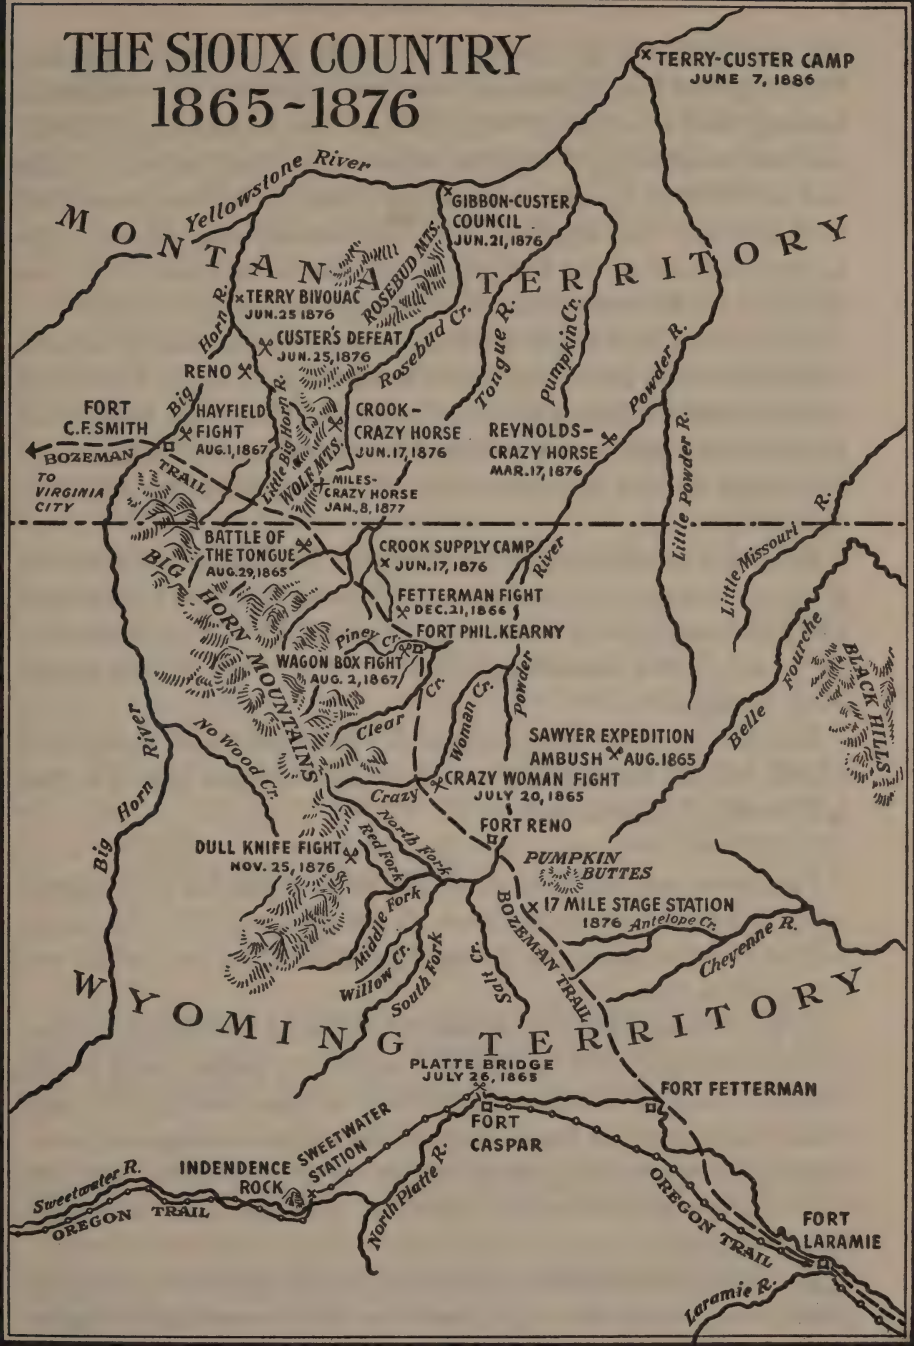 THE SIOUX COUNTRY
1865-1876
TERRY-CUSTER CAMP
JUNE 7, 1886
Yellowstone River
MONTANA TERRITORY
GIBBON-CUSTER
COUNCIL
JUN. 21, 1876
ROSEBUD MTS.
TERRY BIVOUAC
JUN. 25 1876
Big Horn R.
CUSTER'S DEFEAT
JUN. 25, 1876
RENO
Rosebud Cr.
Tongue R.
Pumpkin Cr.
Powder R.
FORT
C.F. SMITH
HAYFIELD
FIGHT
AUG. 1, 1867
Little Big Horn R.
WOLF MTS.
CROOK-
CRAZY HORSE
JUN. 17, 1876
REYNOLDS-
CRAZY HORSE
MAR. 17, 1876
BOZEMAN
TRAIL
TO
VIRGINIA
CITY
MILES-
CRAZY HORSE
JAN. 8, 1877
Little Powder R.
Little Missouri R.
BATTLE OF
THE TONGUE
AUG. 29, 1865
CROOK SUPPLY CAMP
JUN. 17, 1876
Powder River
BIG HORN MOUNTAINS
FETTERMAN FIGHT
DEC. 21, 1866
Piney Cr.
FORT PHIL. KEARNY
WAGON BOX FIGHT
AUG. 2, 1867
Clear Cr.
Crazy Woman Cr.
Belle Fourche
BLACK HILLS
Big Horn River
No Wood Cr.
SAWYER EXPEDITION
AMBUSH AUG. 1865
CRAZY WOMAN FIGHT
JULY 20, 1865
North Fork
Red Fork
FORT RENO
DULL KNIFE FIGHT
NOV. 25, 1876
PUMPKIN
BUTTES
Middle Fork
Willow Cr.
South Fork
Salt Cr.
BOZEMAN TRAIL
17 MILE STAGE STATION
1876
Antelope Cr.
Cheyenne R.
WYOMING TERRITORY
PLATTE BRIDGE
JULY 26, 1865
FORT FETTERMAN
FORT
CASPAR
SWEETWATER
STATION
INDENDENCE
ROCK
Sweetwater R.
OREGON TRAIL
North Platte R.
OREGON TRAIL
FORT
LARAMIE
Laramie R.